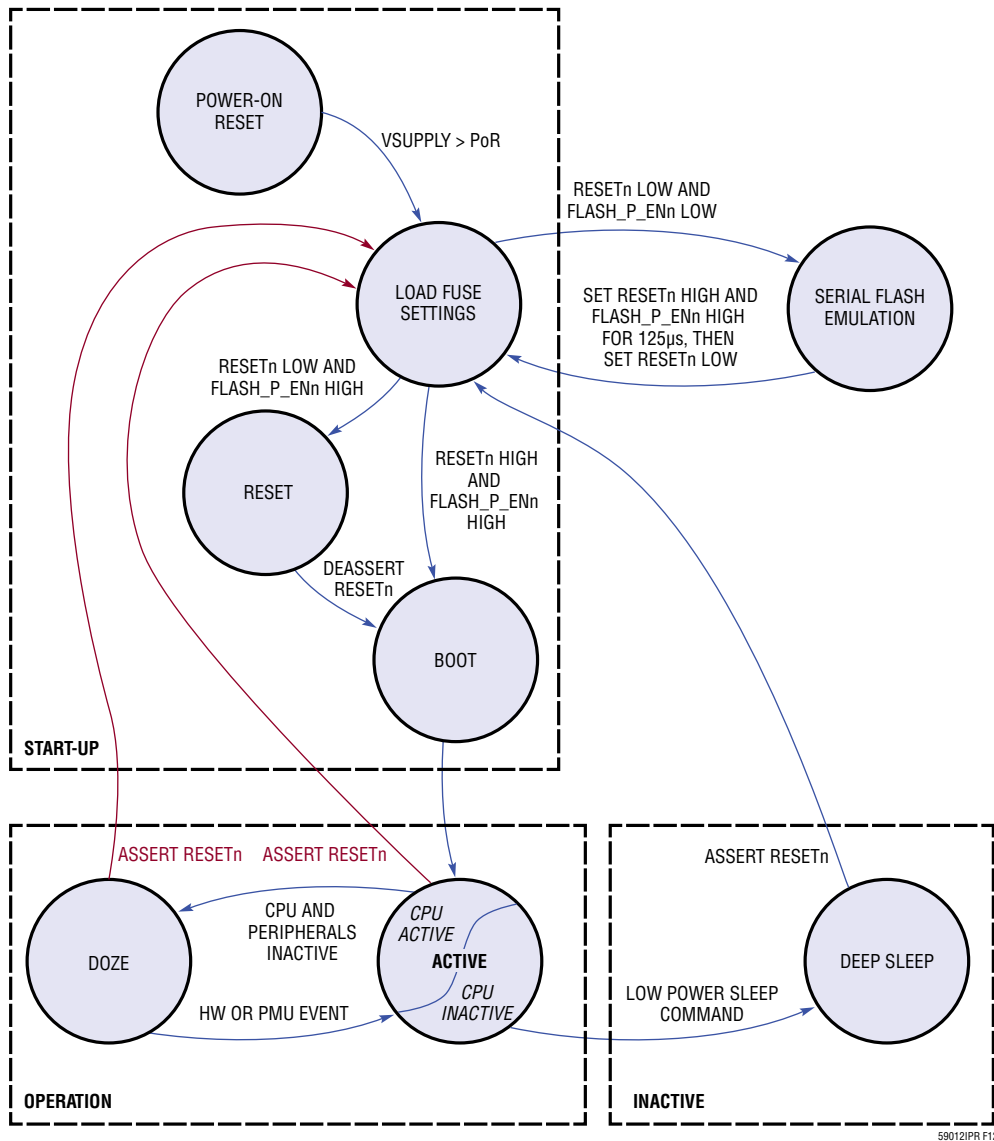 POWER-ON
RESET
VSUPPLY > PoR
RESETn LOW AND
FLASH_P_ENn LOW
LOAD FUSE
SETTINGS
SET RESETn HIGH AND
FLASH_P_ENn HIGH
FOR 125µs, THEN
SET RESETn LOW
SERIAL FLASH
EMULATION
RESETn LOW AND
FLASH_P_ENn HIGH
RESET
RESETn HIGH
AND
FLASH_P_ENn
HIGH
DEASSERT
RESETn
BOOT
START-UP
ASSERT RESETn
ASSERT RESETn
ASSERT RESETn
CPU AND
PERIPHERALS
INACTIVE
CPU
ACTIVE
ACTIVE
CPU
INACTIVE
DOZE
HW OR PMU EVENT
DEEP SLEEP
LOW POWER SLEEP
COMMAND
OPERATION
INACTIVE
59012IPR